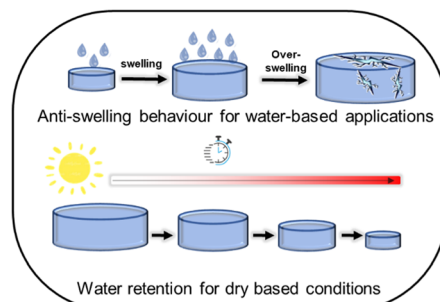 swelling
Over-
swelling
Anti-swelling behaviour for water-based applications
Water retention for dry based conditions